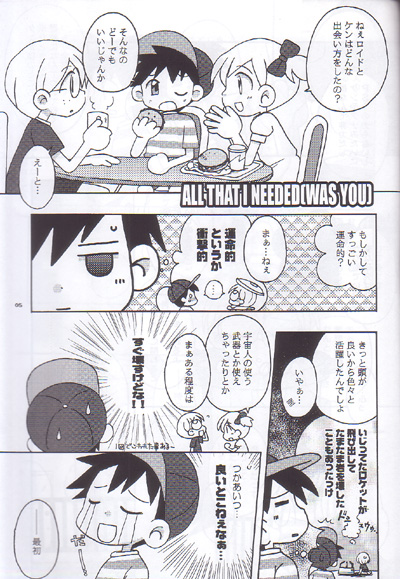 ねぇロイドと
ケンはどんな
出会い方をしたの？
そんなの
どーでも
いいじゃんか
えーと…
ALL THAT I NEEDED(WAS YOU)
もしかして
すっごい
運命的？
まぁ…ねぇ
運命的
というか
衝撃的
…
05
きっと頭が
良いから色々と
活躍したんでしょ
いやぁ…
いじってたロケットが
飛び出して
たまたま岩を壊した
こともあったっけ
宇宙人の使う
武器とか使え
ちゃったりとか
まぁある程度は
すぐ壊すけどな！！
つかあいつ？
良いとこねぇなぁ…
―最初